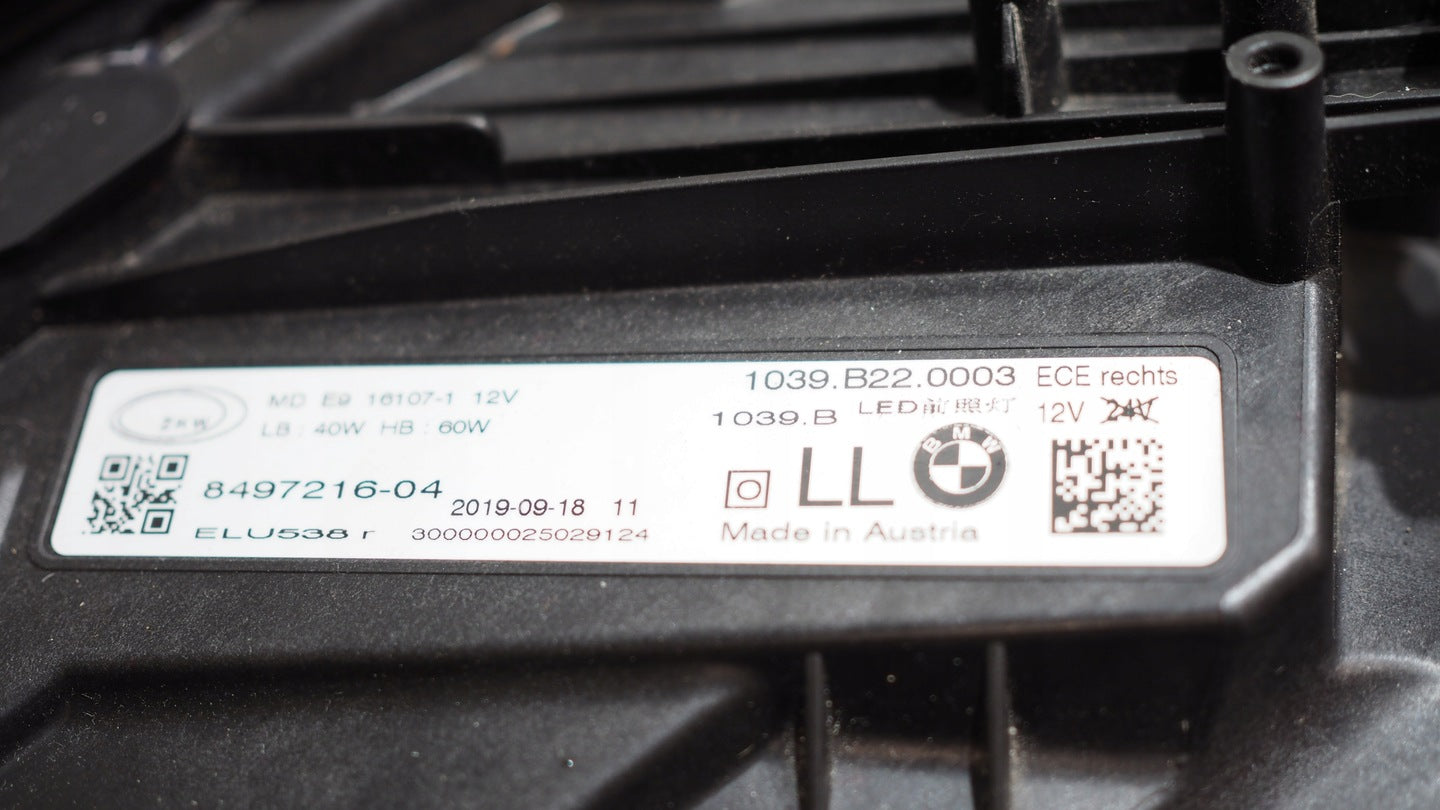 ZKW
MD E9 16107-1 12V
LB : 40W HB : 60W
8497216-04
2019-09-18 11
ELU538 r 300000025029124
1039.B22.0003 ECE rechts
1039.B LED前照灯 12V 24V
LL
BMW
Made in Austria